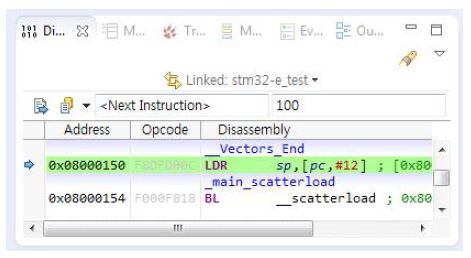 Di...
M...
Tr...
M...
Ev...
Ou...
Linked: stm32-e_test
<Next Instruction>
100
Address Opcode Disassembly
__Vectors_End
0x08000150 F8DFD00C LDR sp,[pc,#12] ; [0x80
_main_scatterload
0x08000154 F000F818 BL __scatterload ; 0x80